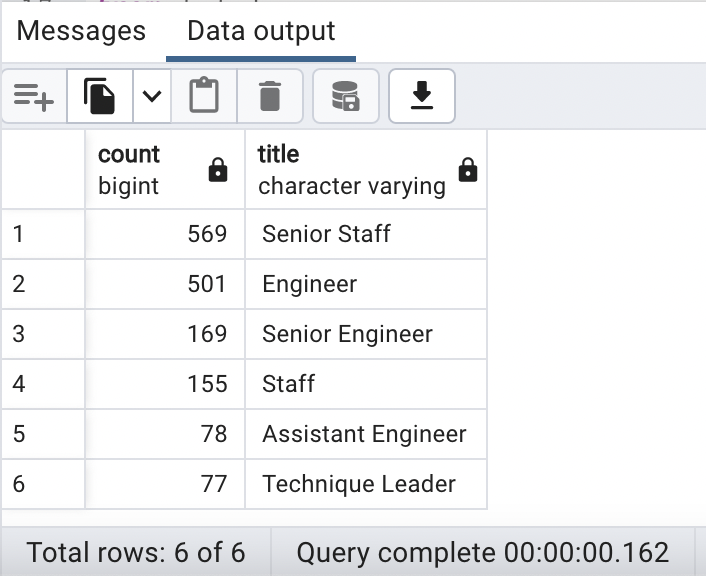 Messages Data output
count title
bigint character varying
1 569 Senior Staff
2 501 Engineer
3 169 Senior Engineer
4 155 Staff
5 78 Assistant Engineer
6 77 Technique Leader
Total rows: 6 of 6 Query complete 00:00:00.162